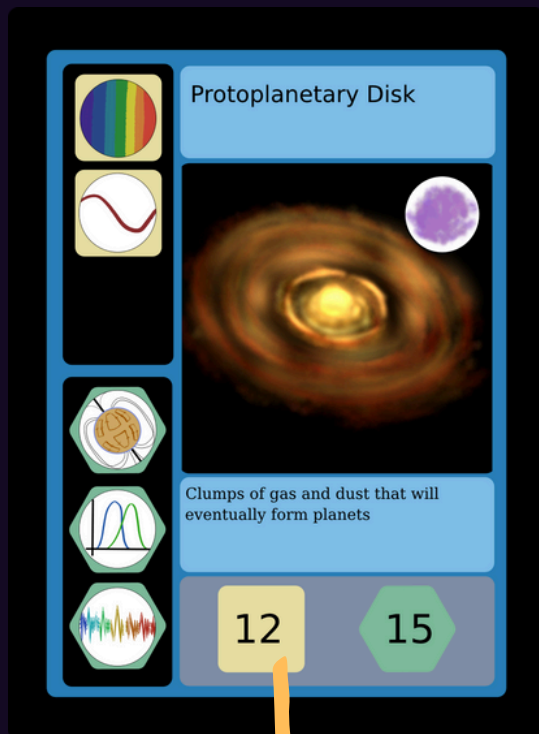 Protoplanetary Disk
Clumps of gas and dust that will
eventually form planets
12
15